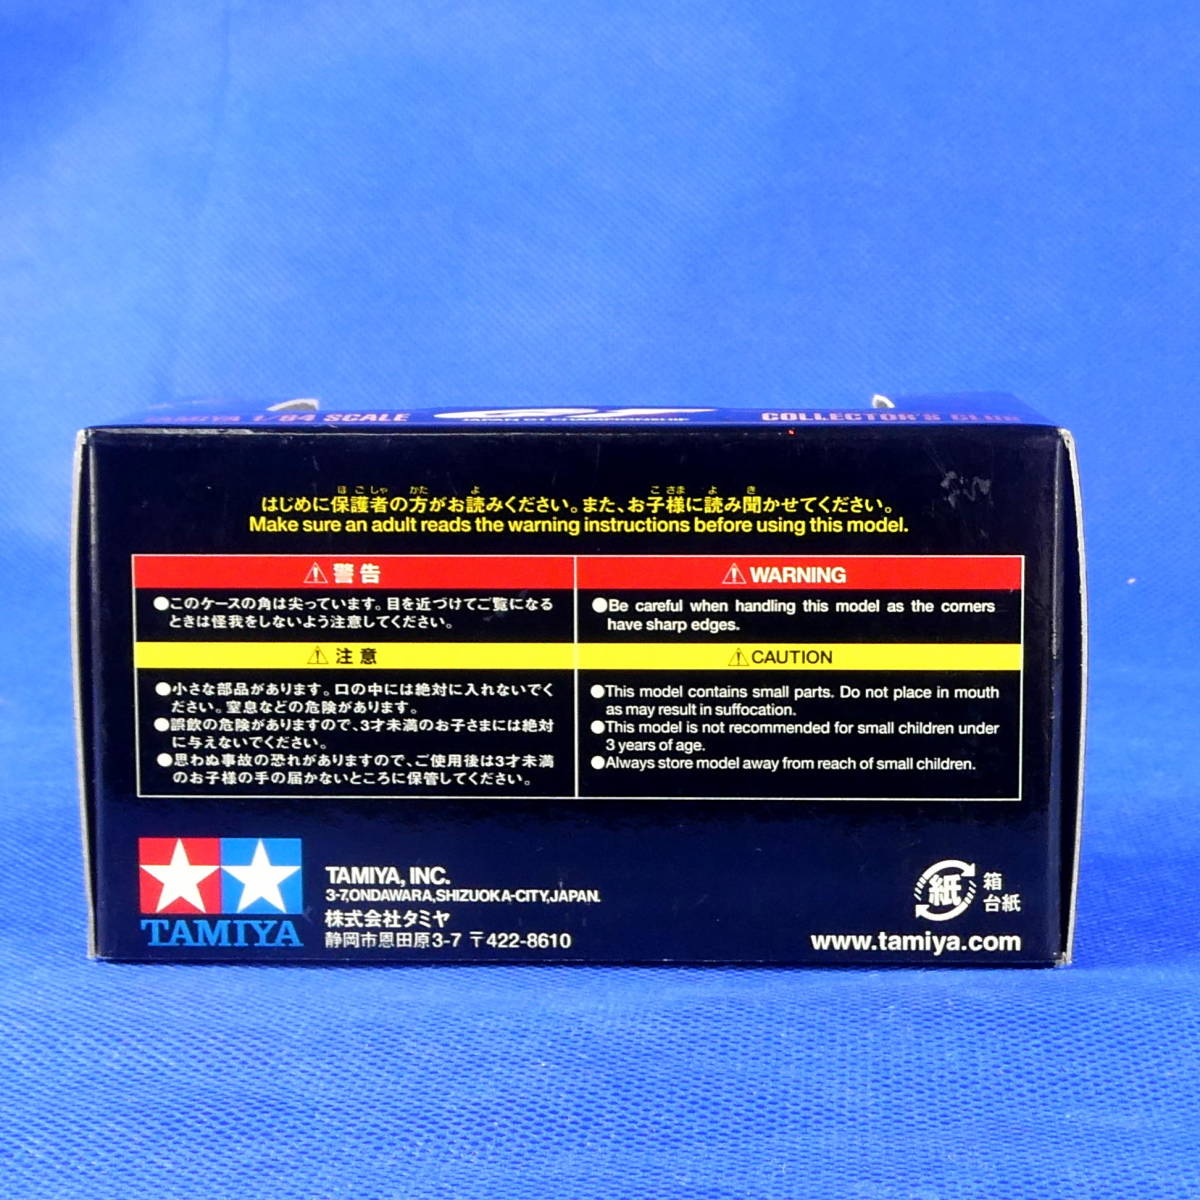 TAMIYA 1/64 SCALE
GT
JAPAN GT CHAMPIONSHIP
COLLECTOR'S CLUB
ほごしゃ かた よ こさま よ き
はじめに保護者の方がお読みください。また、お子様に読み聞かせてください。
Make sure an adult reads the warning instructions before using this model.
警告
●このケースの角は尖っています。目を近づけてご覧になる
ときは怪我をしないよう注意してください。
注意
●小さな部品があります。口の中には絶対に入れないでく
ださい。窒息などの危険があります。
●誤飲の危険がありますので、3才未満のお子さまには絶対
に与えないでください。
●思わぬ事故の恐れがありますので、ご使用後は3才未満
のお子様の手の届かないところに保管してください。
WARNING
●Be careful when handling this model as the corners
have sharp edges.
CAUTION
●This model contains small parts. Do not place in mouth
as may result in suffocation.
●This model is not recommended for small children under
3 years of age.
●Always store model away from reach of small children.
TAMIYA
TAMIYA, INC.
3-7,ONDAWARA,SHIZUOKA-CITY,JAPAN.
株式会社タミヤ
静岡市恩田原3-7 〒422-8610
紙
箱
台紙
www.tamiya.com